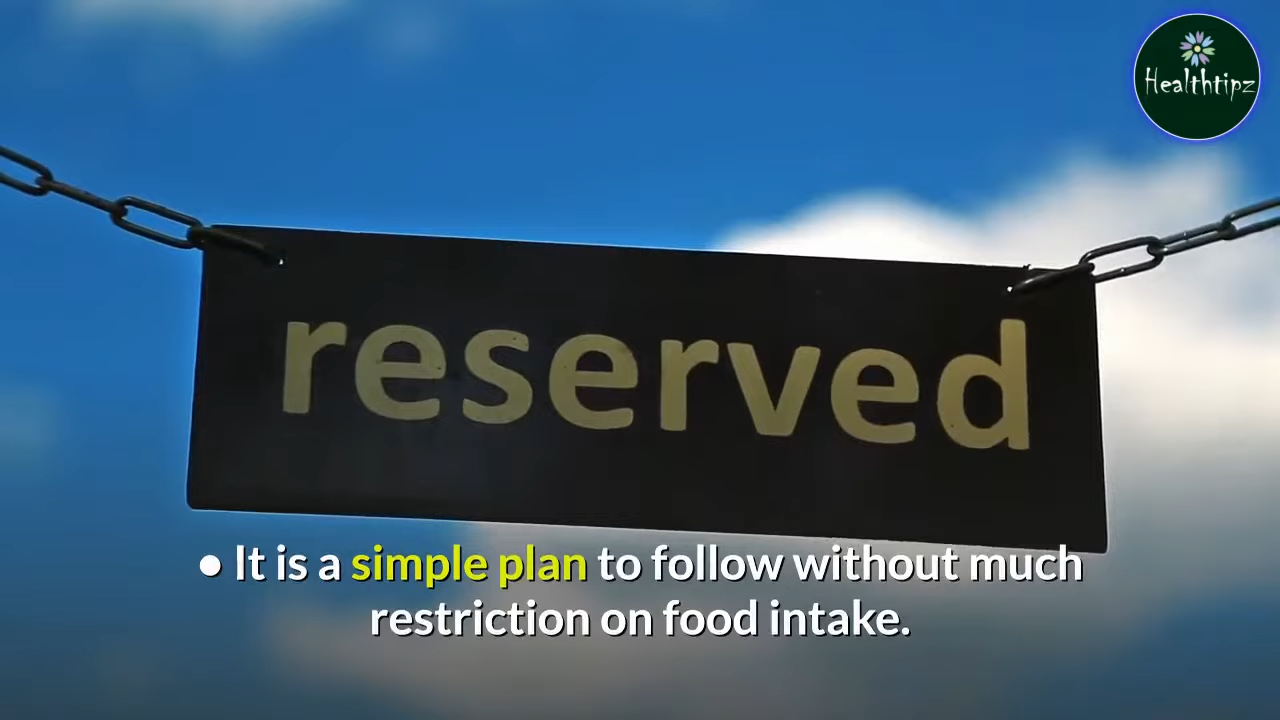 Healthtipz
reserved
● It is a simple plan to follow without much
restriction on food intake.